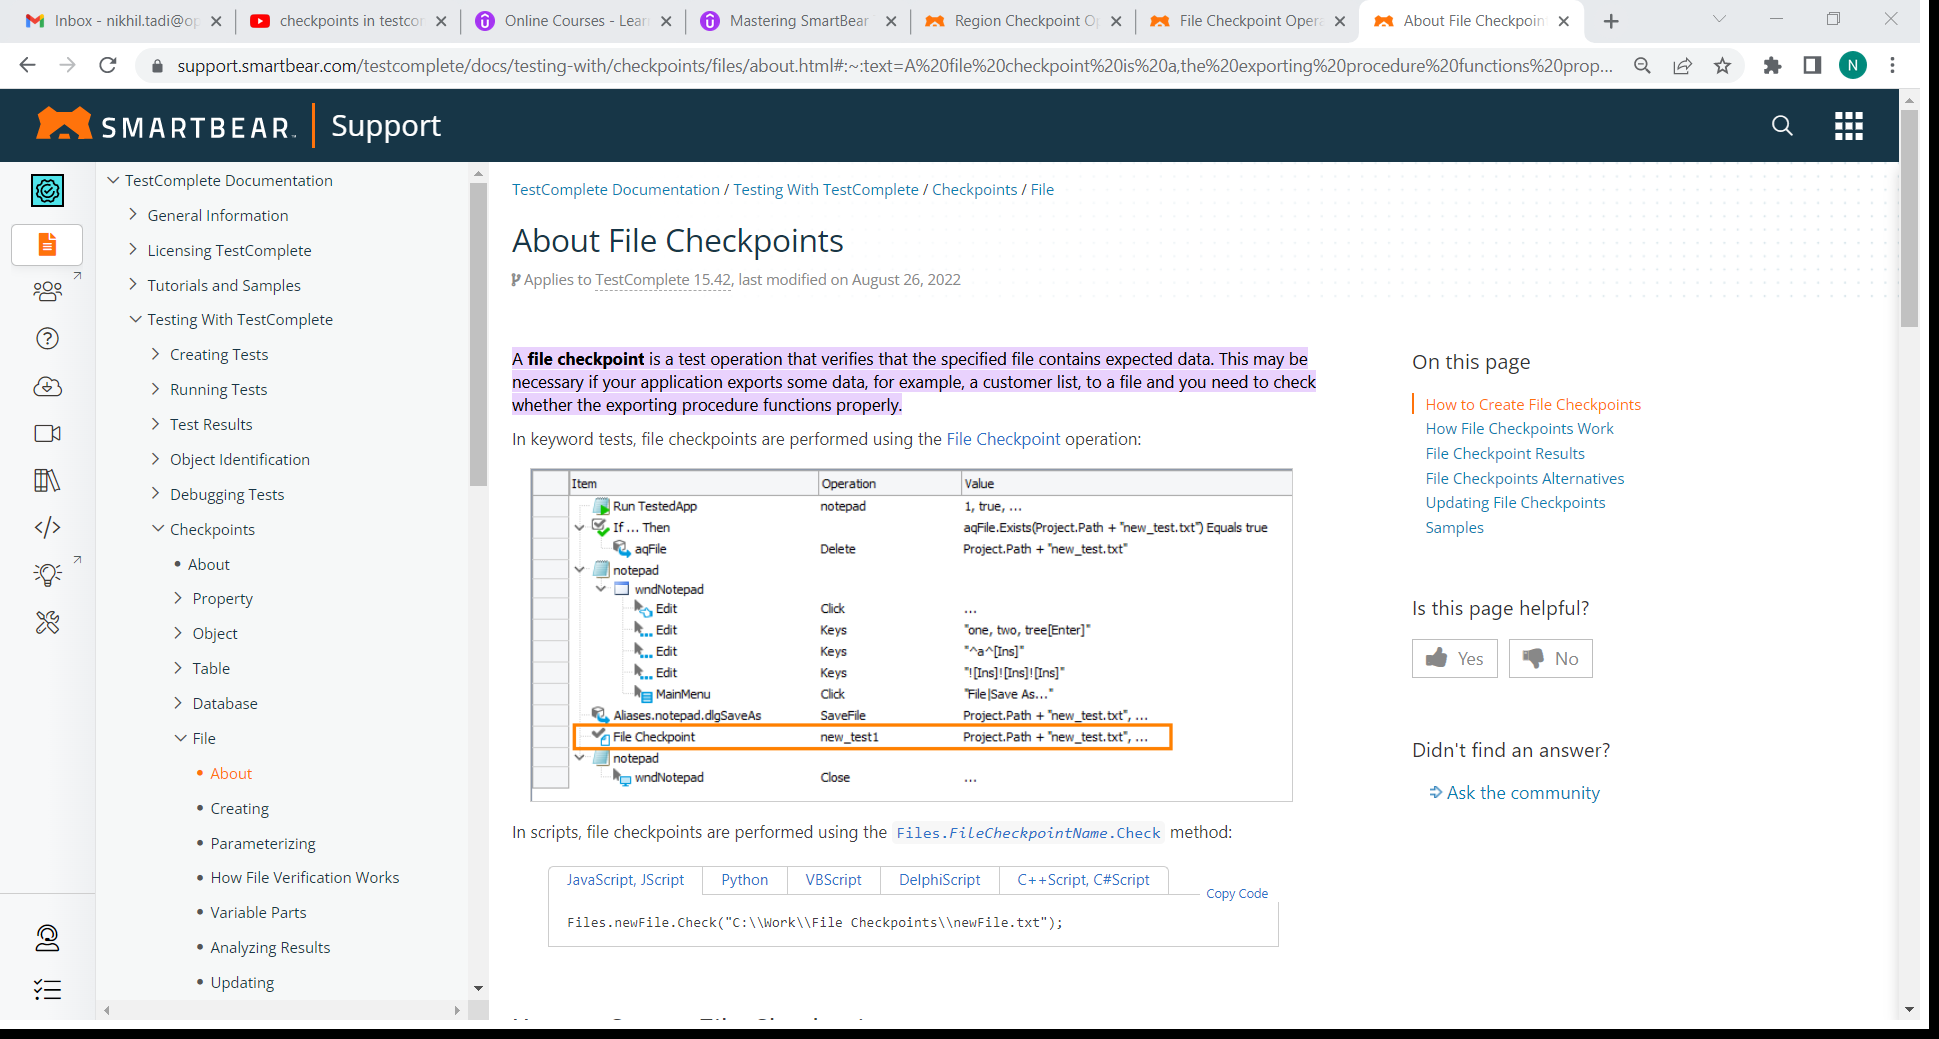 Inbox - nikhil.tadi@op
checkpoints in testcon
Online Courses - Lear
Mastering SmartBear
Region Checkpoint Op
File Checkpoint Opera
About File Checkpoin
support.smartbear.com/testcomplete/docs/testing-with/checkpoints/files/about.html#:~:text=A%20file%20checkpoint%20is%20a,the%20exporting%20procedure%20functions%20prop...
N
SMARTBEAR
Support
TestComplete Documentation
General Information
Licensing TestComplete
Tutorials and Samples
Testing With TestComplete
Creating Tests
Running Tests
Test Results
Object Identification
Debugging Tests
Checkpoints
About
Property
Object
Table
Database
File
About
Creating
Parameterizing
How File Verification Works
Variable Parts
Analyzing Results
Updating
TestComplete Documentation / Testing With TestComplete / Checkpoints / File
About File Checkpoints
Applies to TestComplete 15.42, last modified on August 26, 2022
A file checkpoint is a test operation that verifies that the specified file contains expected data. This may be
necessary if your application exports some data, for example, a customer list, to a file and you need to check
whether the exporting procedure functions properly.
In keyword tests, file checkpoints are performed using the File Checkpoint operation:
Item Operation Value
Run TestedApp notepad 1, true, ...
If ... Then aqFile.Exists(Project.Path + "new_test.txt") Equals true
aqFile Delete Project.Path + "new_test.txt"
notepad
wndNotepad
Edit Click ...
Edit Keys "one, two, tree[Enter]"
Edit Keys "^a^[Ins]"
Edit Keys "![Ins]![Ins]![Ins]"
MainMenu Click "File|Save As..."
Aliases.notepad.dlgSaveAs SaveFile Project.Path + "new_test.txt", ...
File Checkpoint new_test1 Project.Path + "new_test.txt", ...
notepad
wndNotepad Close ...
In scripts, file checkpoints are performed using the Files.FileCheckpointName.Check method:
JavaScript, JScript Python VBScript DelphiScript C++Script, C#Script
Copy Code
Files.newFile.Check("C:\\Work\\File Checkpoints\\newFile.txt");
On this page
How to Create File Checkpoints
How File Checkpoints Work
File Checkpoint Results
File Checkpoints Alternatives
Updating File Checkpoints
Samples
Is this page helpful?
Yes
No
Didn't find an answer?
Ask the community